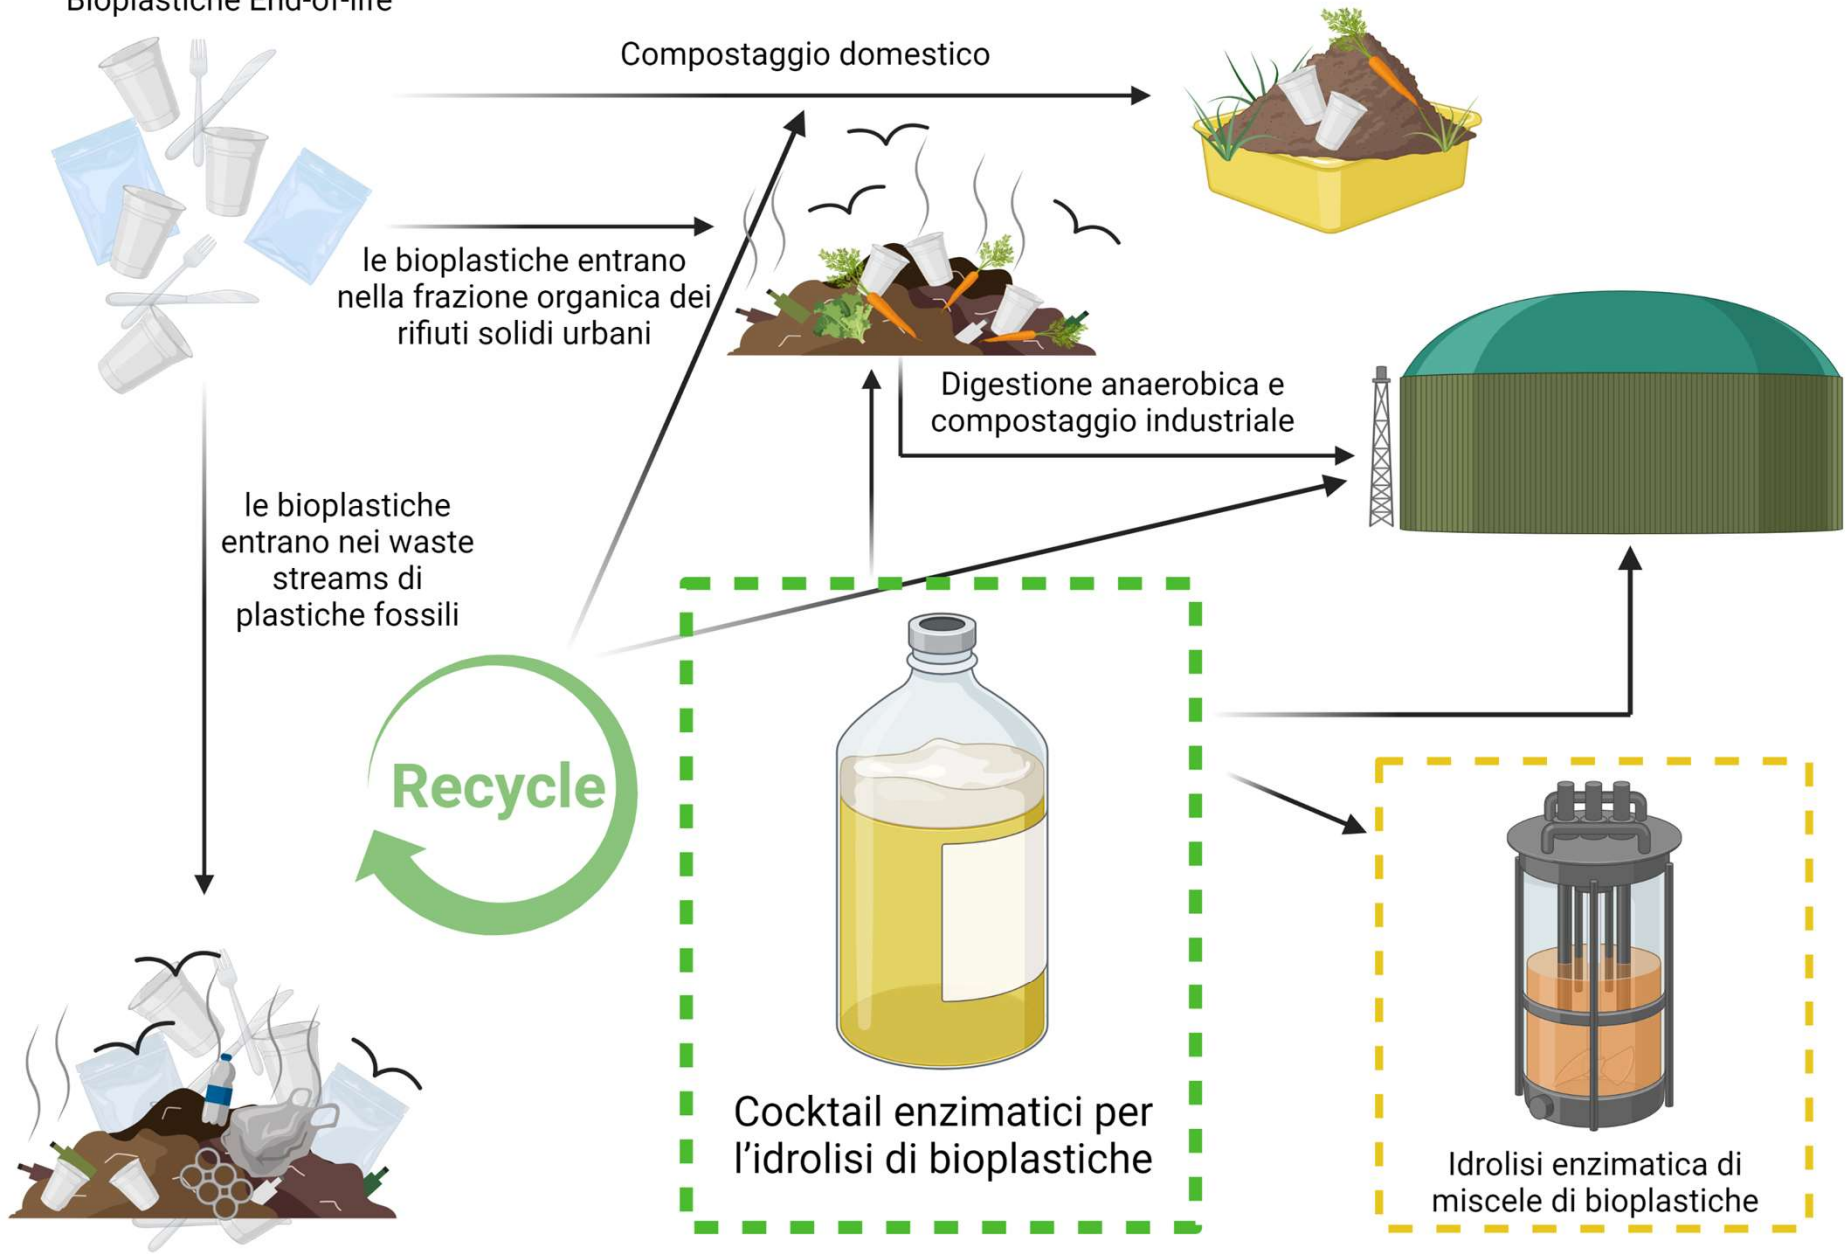 Bioplastiche End-of-life
Compostaggio domestico
le bioplastiche entrano
nella frazione organica dei
rifiuti solidi urbani
Digestione anaerobica e
compostaggio industriale
le bioplastiche
entrano nei waste
streams di
plastiche fossili
Recycle
Cocktail enzimatici per
l’idrolisi di bioplastiche
Idrolisi enzimatica di
miscele di bioplastiche